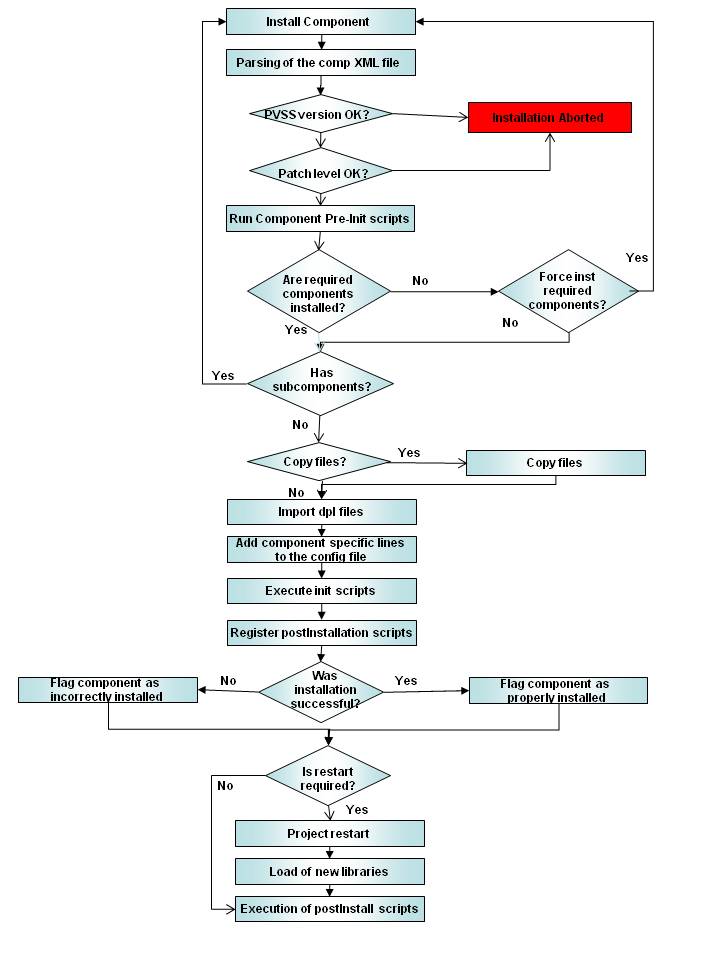 Install Component
Parsing of the comp XML file
PVSS version OK?
Installation Aborted
Patch level OK?
Run Component Pre-Init scripts
Yes
Are required
components
installed?
No
Force inst
required
components?
Yes
No
Has
subcomponents?
Yes
No
Copy files?
Yes
Copy files
No
Import dpl files
Add component specific lines
to the config file
Execute init scripts
Register postInstallation scripts
Flag component as
incorrectly installed
No
Was
installation
successful?
Yes
Flag component as
properly installed
Is restart
required?
No
Yes
Project restart
Load of new libraries
Execution of postInstall scripts